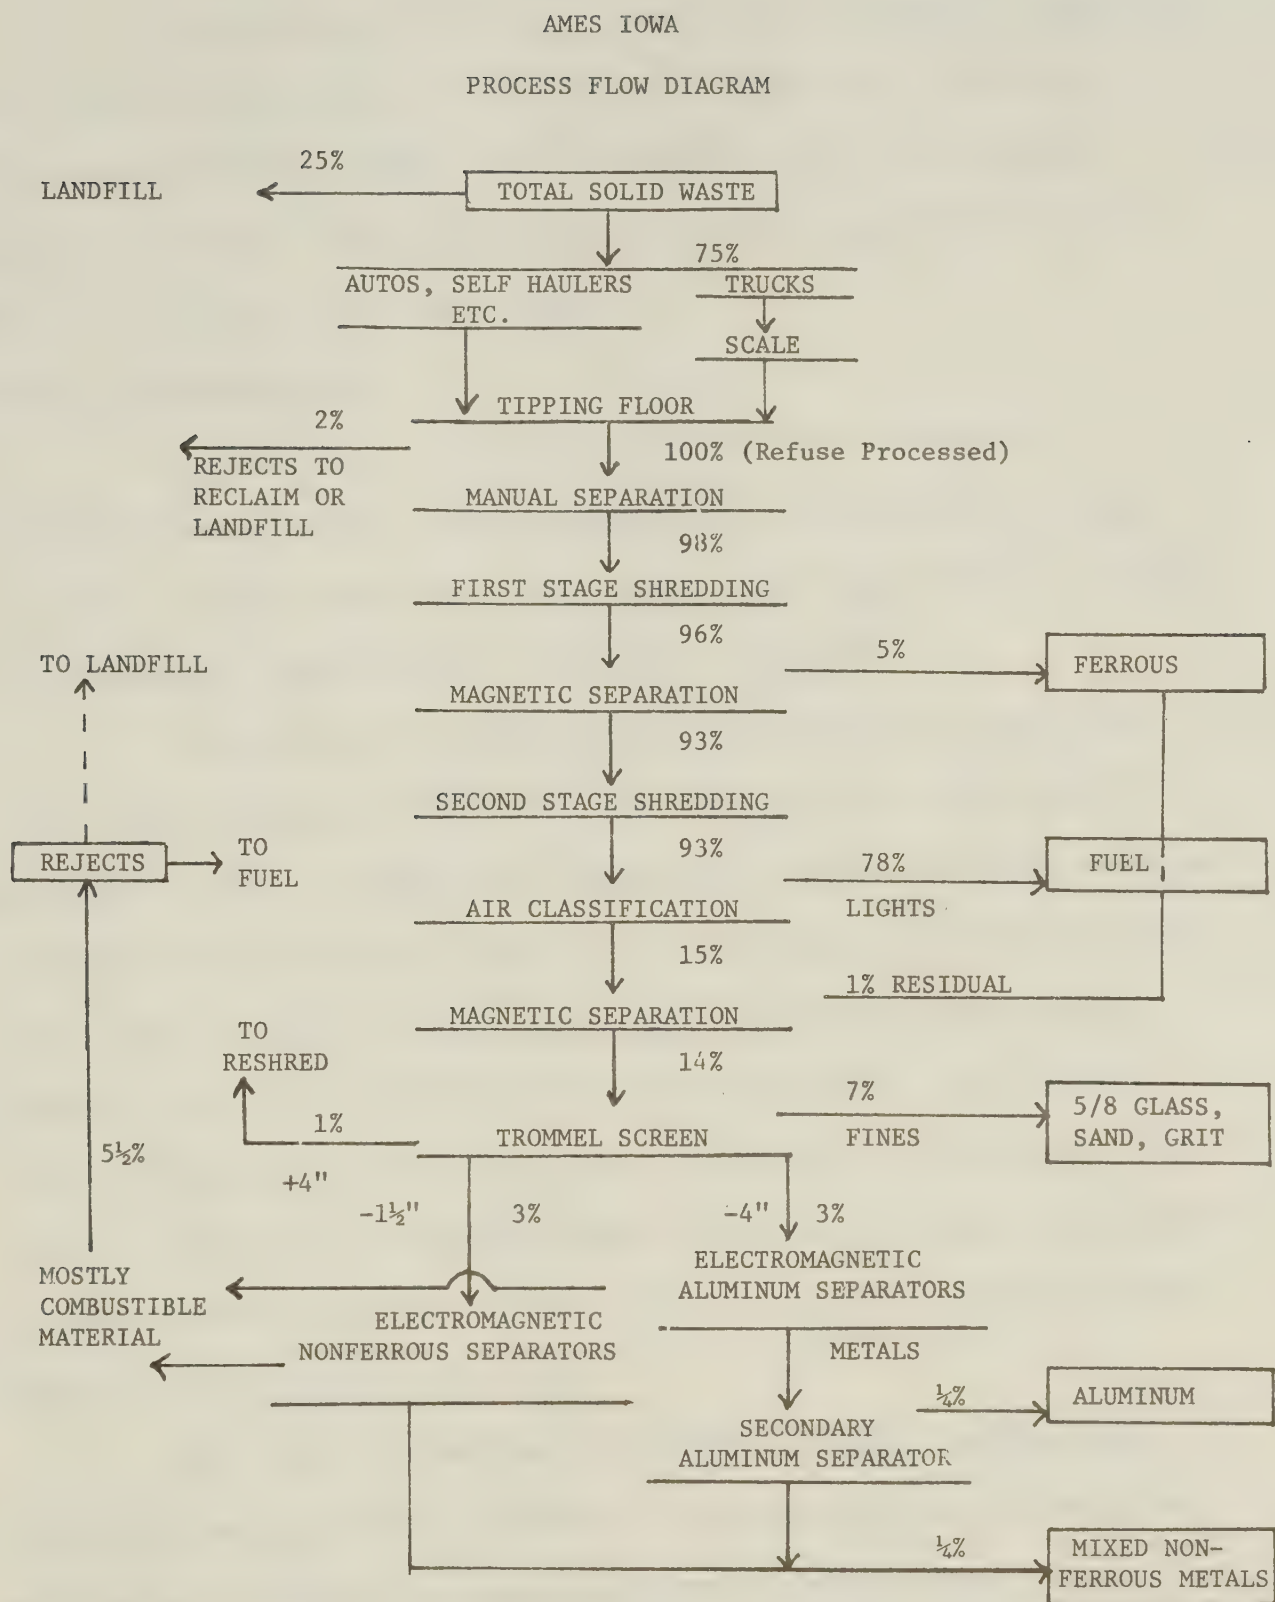 AMES IOWA
PROCESS FLOW DIAGRAM
25%
LANDFILL
TOTAL SOLID WASTE
75%
AUTOS, SELF HAULERS
ETC.
TRUCKS
SCALE
TIPPING FLOOR
2%
REJECTS TO
RECLAIM OR
LANDFILL
100% (Refuse Processed)
MANUAL SEPARATION
98%
FIRST STAGE SHREDDING
96%
5%
FERROUS
TO LANDFILL
MAGNETIC SEPARATION
93%
SECOND STAGE SHREDDING
93%
REJECTS
TO
FUEL
78%
LIGHTS
FUEL
AIR CLASSIFICATION
15%
1% RESIDUAL
MAGNETIC SEPARATION
14%
TO
RESHRED
1%
+4"
7%
FINES
5/8 GLASS,
SAND, GRIT
TROMMEL SCREEN
5½%
-1½"
3%
-4"
3%
ELECTROMAGNETIC
ALUMINUM SEPARATORS
MOSTLY
COMBUSTIBLE
MATERIAL
ELECTROMAGNETIC
NONFERROUS SEPARATORS
METALS
¼%
ALUMINUM
SECONDARY
ALUMINUM SEPARATOR
¼%
MIXED NON-
FERROUS METALS